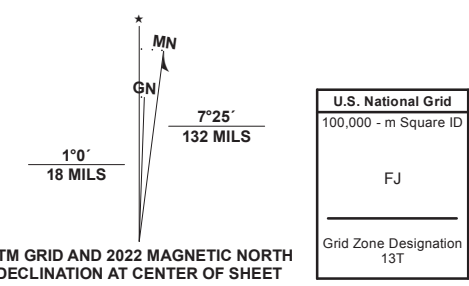 ★
MN
GN
7°25´
132 MILS
1°0´
18 MILS
TM GRID AND 2022 MAGNETIC NORTH
DECLINATION AT CENTER OF SHEET
U.S. National Grid
100,000 - m Square ID
FJ
Grid Zone Designation
13T